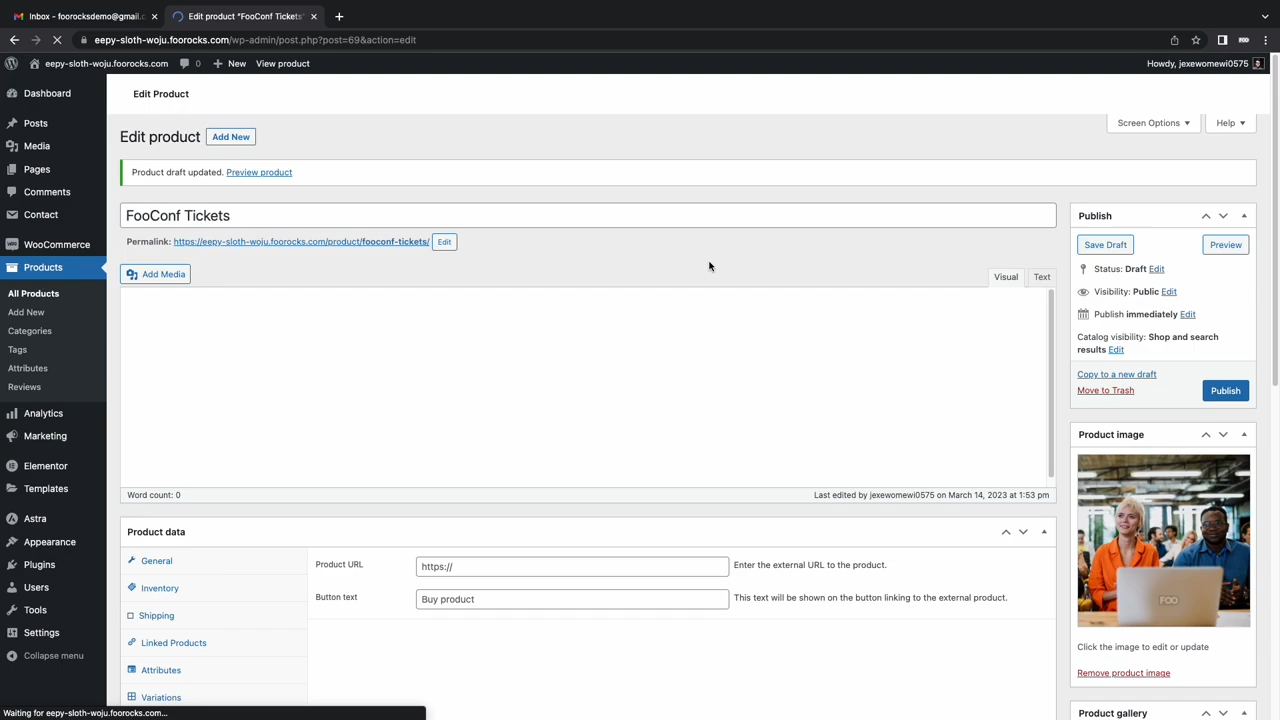 Inbox - foorocksdemo@gmail.c
Edit product "FooConf Tickets"
eepy-sloth-woju.foorocks.com/wp-admin/post.php?post=69&action=edit
eepy-sloth-woju.foorocks.com
0
New
View product
Howdy, jexewomewi0575
Dashboard
Posts
Media
Pages
Comments
Contact
WooCommerce
Products
All Products
Add New
Categories
Tags
Attributes
Reviews
Analytics
Marketing
Elementor
Templates
Astra
Appearance
Plugins
Users
Tools
Settings
Collapse menu
Edit Product
Screen Options
Help
Edit product
Add New
Product draft updated. Preview product
FooConf Tickets
Permalink: https://eepy-sloth-woju.foorocks.com/product/fooconf-tickets/ Edit
Add Media
Visual
Text
Word count: 0
Last edited by jexewomewi0575 on March 14, 2023 at 1:53 pm
Product data
General
Inventory
Shipping
Linked Products
Attributes
Variations
Product URL
https://
Enter the external URL to the product.
Button text
Buy product
This text will be shown on the button linking to the external product.
Publish
Save Draft
Preview
Status: Draft Edit
Visibility: Public Edit
Publish immediately Edit
Catalog visibility: Shop and search
results Edit
Copy to a new draft
Move to Trash
Publish
Product image
FOO
Click the image to edit or update
Remove product image
Product gallery
Waiting for eepy-sloth-woju.foorocks.com...